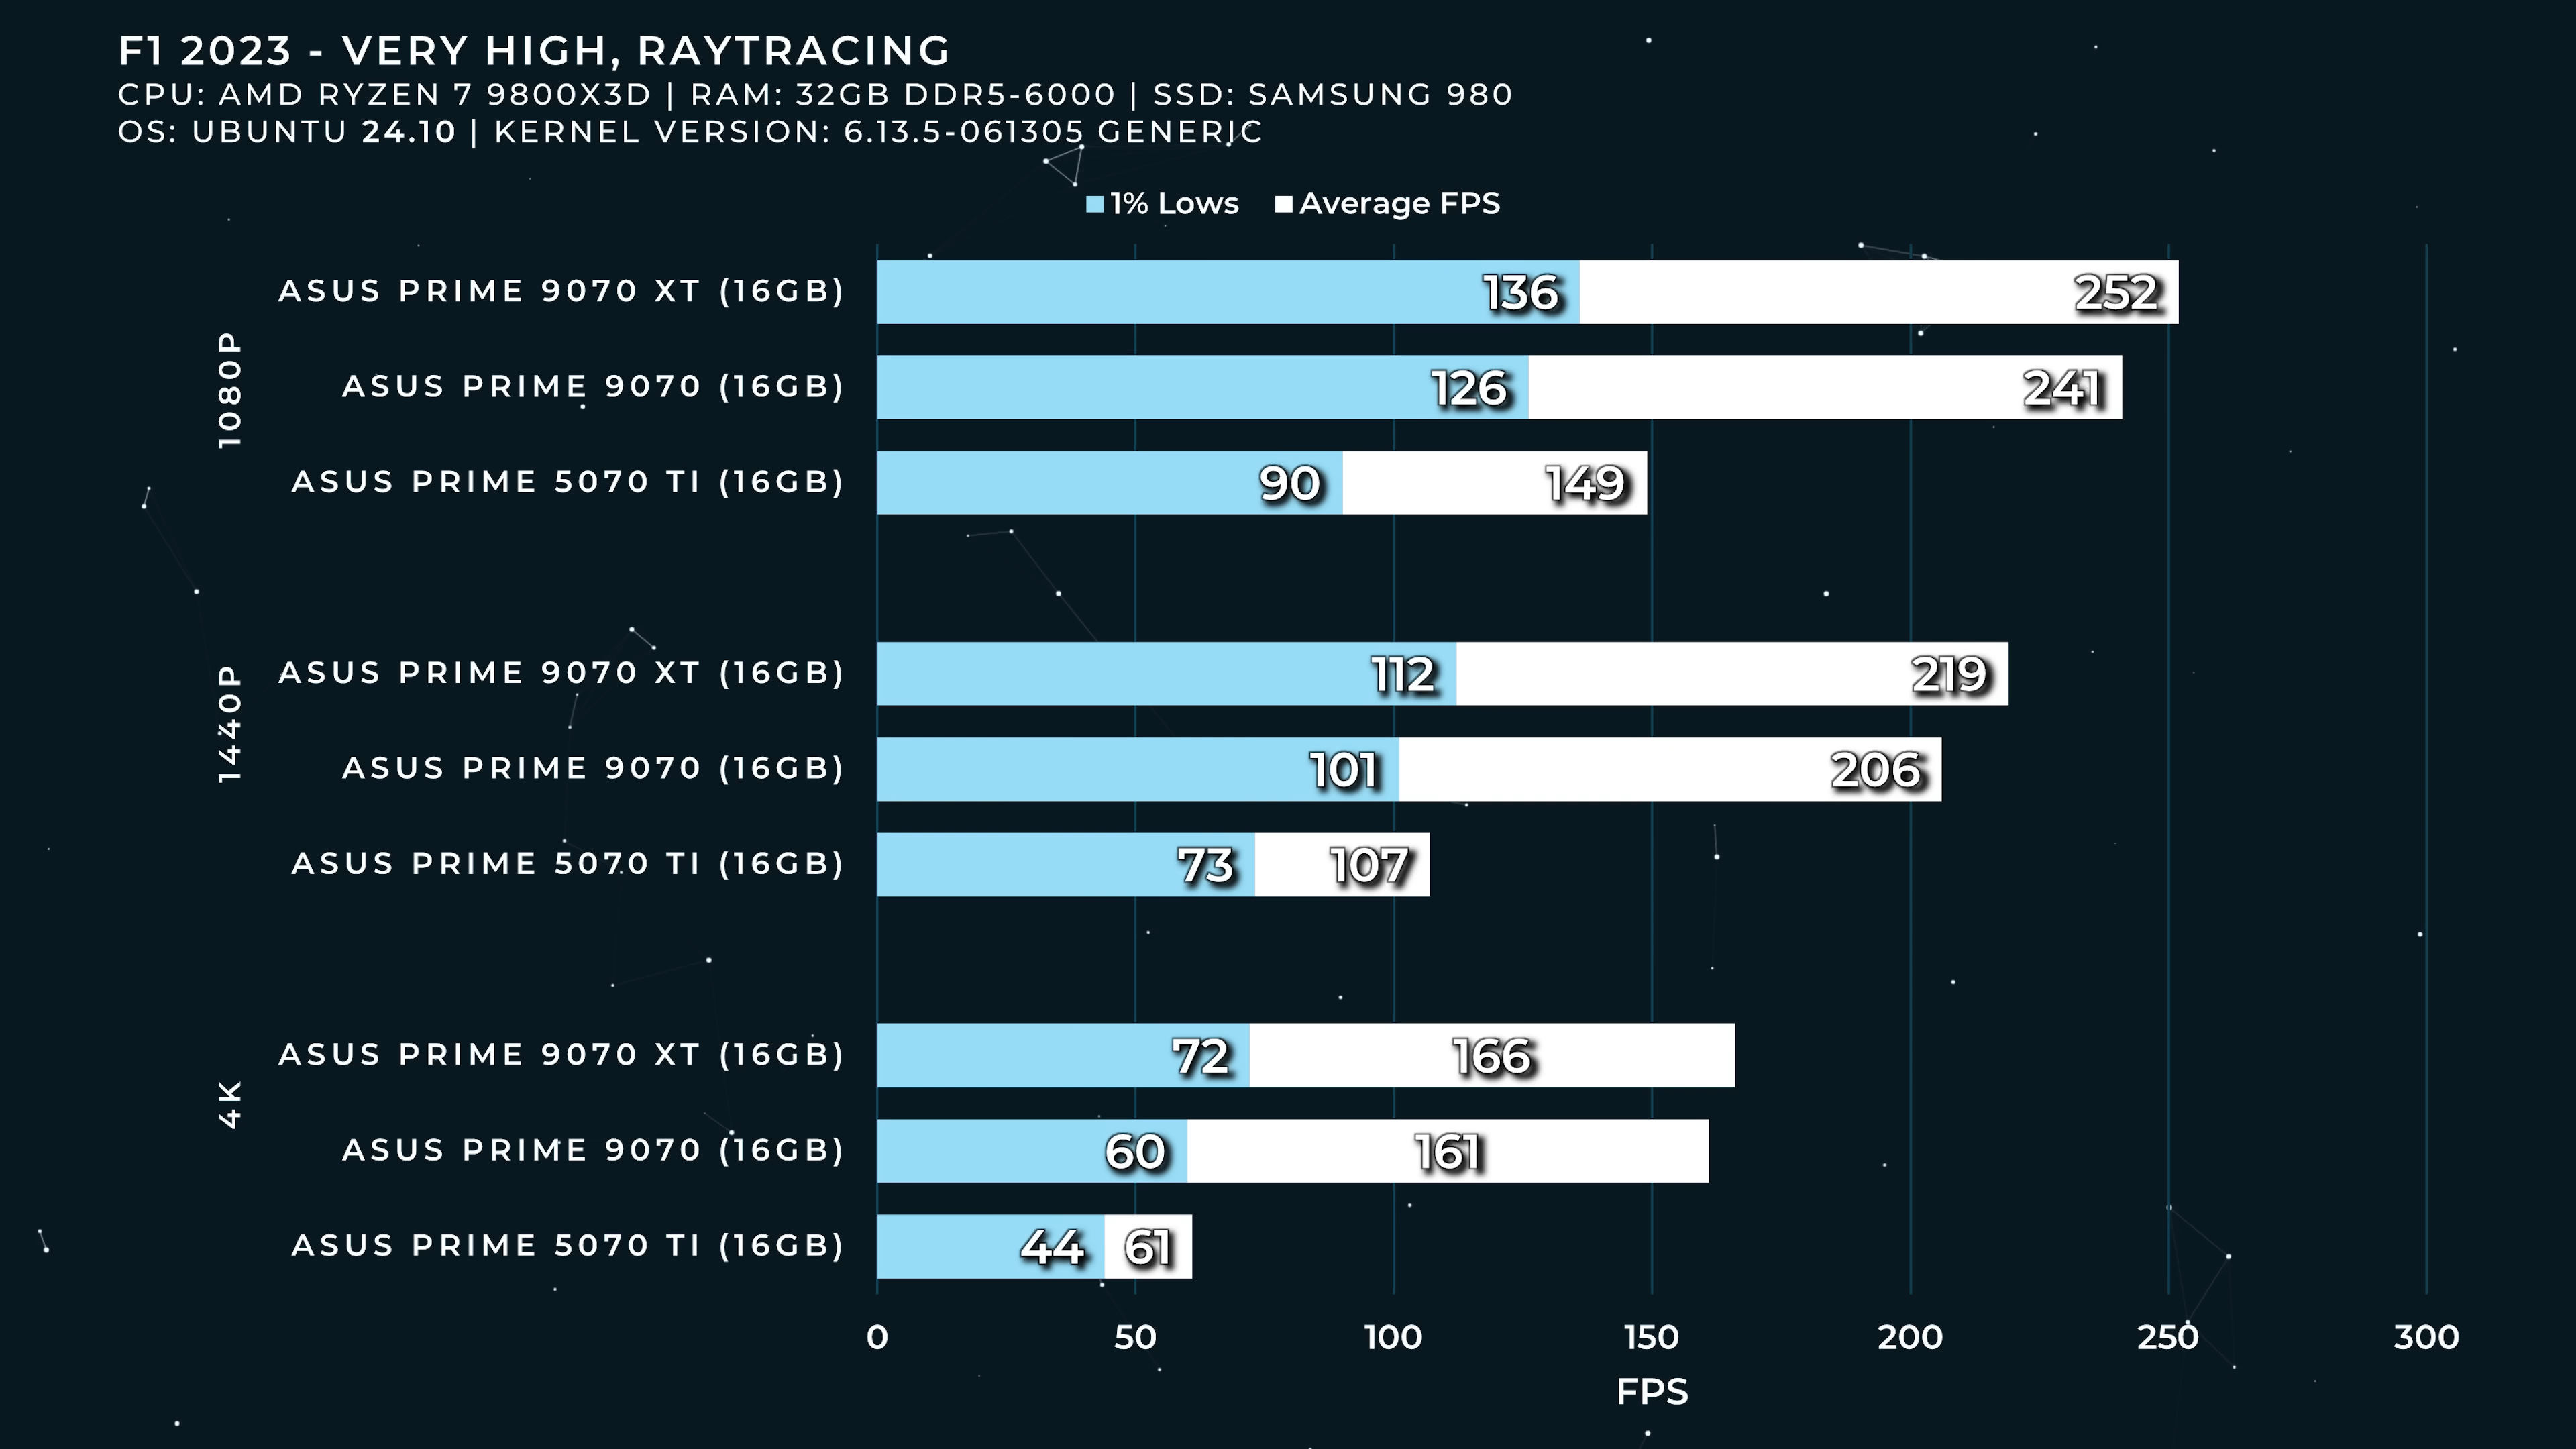 F1 2023 - VERY HIGH, RAYTRACING
CPU: AMD RYZEN 7 9800X3D | RAM: 32GB DDR5-6000 | SSD: SAMSUNG 980
OS: UBUNTU 24.10 | KERNEL VERSION: 6.13.5-061305 GENERIC
1% Lows Average FPS
1080P
ASUS PRIME 9070 XT (16GB) 136 252
ASUS PRIME 9070 (16GB) 126 241
ASUS PRIME 5070 TI (16GB) 90 149
1440P
ASUS PRIME 9070 XT (16GB) 112 219
ASUS PRIME 9070 (16GB) 101 206
ASUS PRIME 5070 TI (16GB) 73 107
4K
ASUS PRIME 9070 XT (16GB) 72 166
ASUS PRIME 9070 (16GB) 60 161
ASUS PRIME 5070 TI (16GB) 44 61
0 50 100 150 200 250 300
FPS